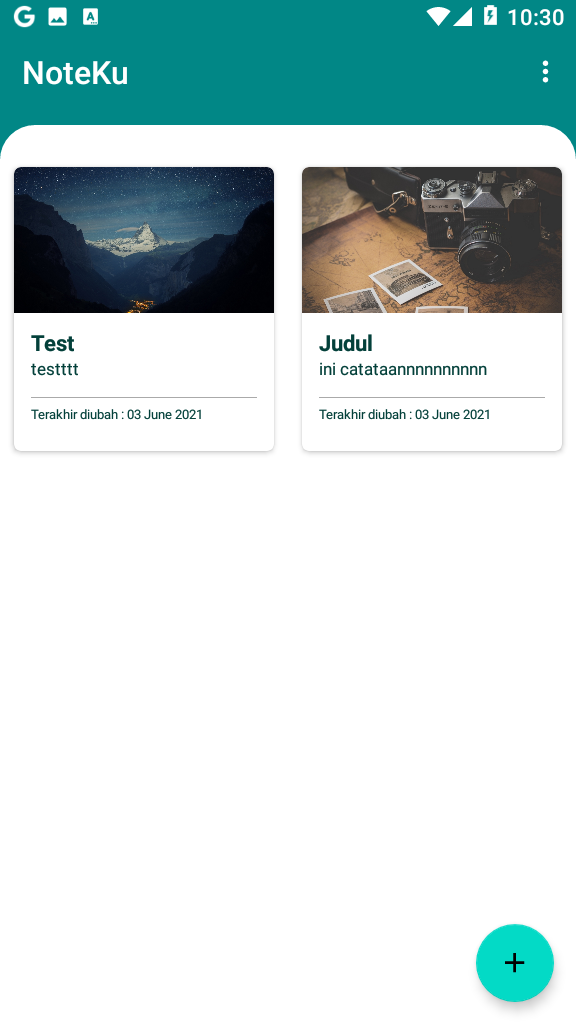 10:30
NoteKu
Test
testttt
Terakhir diubah : 03 June 2021
Judul
ini catataannnnnnnnnn
Terakhir diubah : 03 June 2021